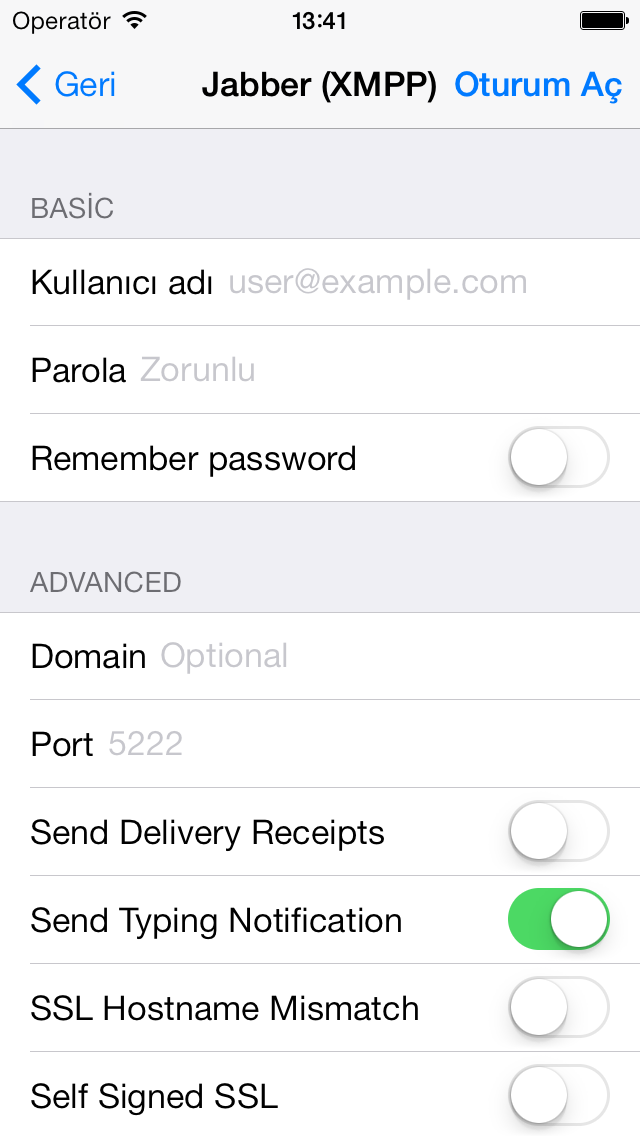 Operatör 13:41
Geri Jabber (XMPP) Oturum Aç
BASİC
Kullanıcı adı user@example.com
Parola Zorunlu
Remember password
ADVANCED
Domain Optional
Port 5222
Send Delivery Receipts
Send Typing Notification
SSL Hostname Mismatch
Self Signed SSL